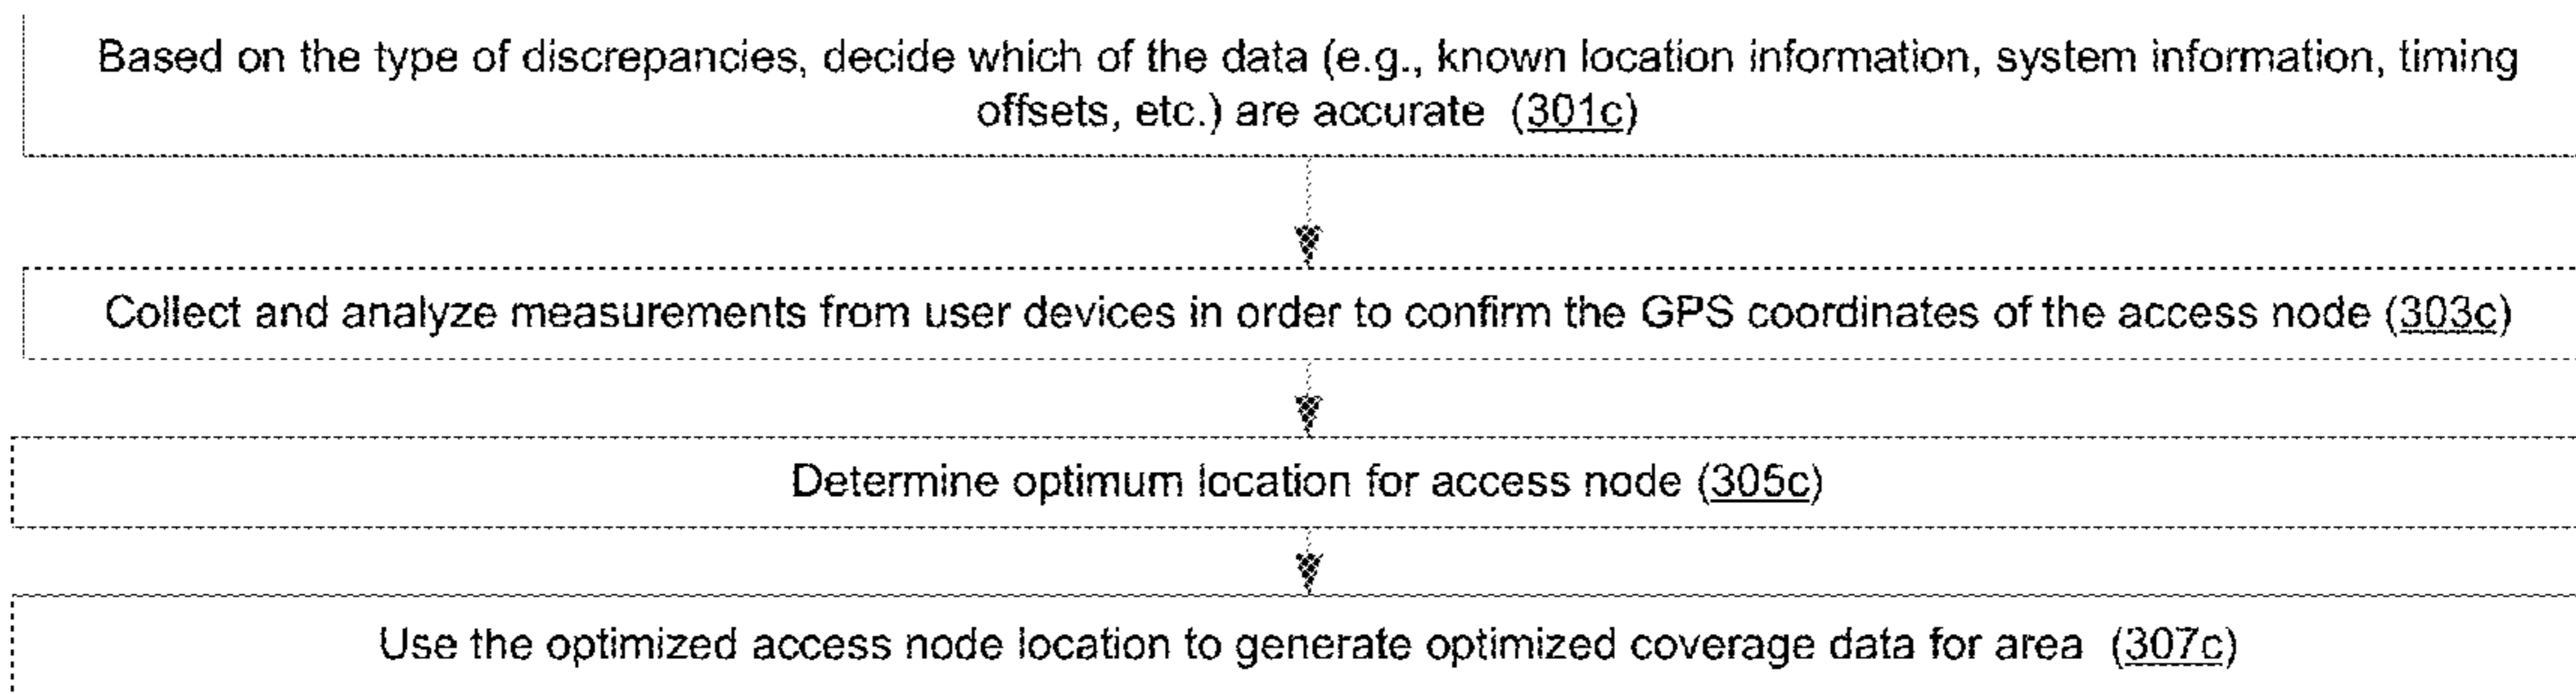 Based on the type of discrepancies, decide which of the data (e.g., known location information, system information, timing
offsets, etc.) are accurate (301c)
Collect and analyze measurements from user devices in order to confirm the GPS coordinates of the access node (303c)
Determine optimum location for access node (305c)
Use the optimized access node location to generate optimized coverage data for area (307c)